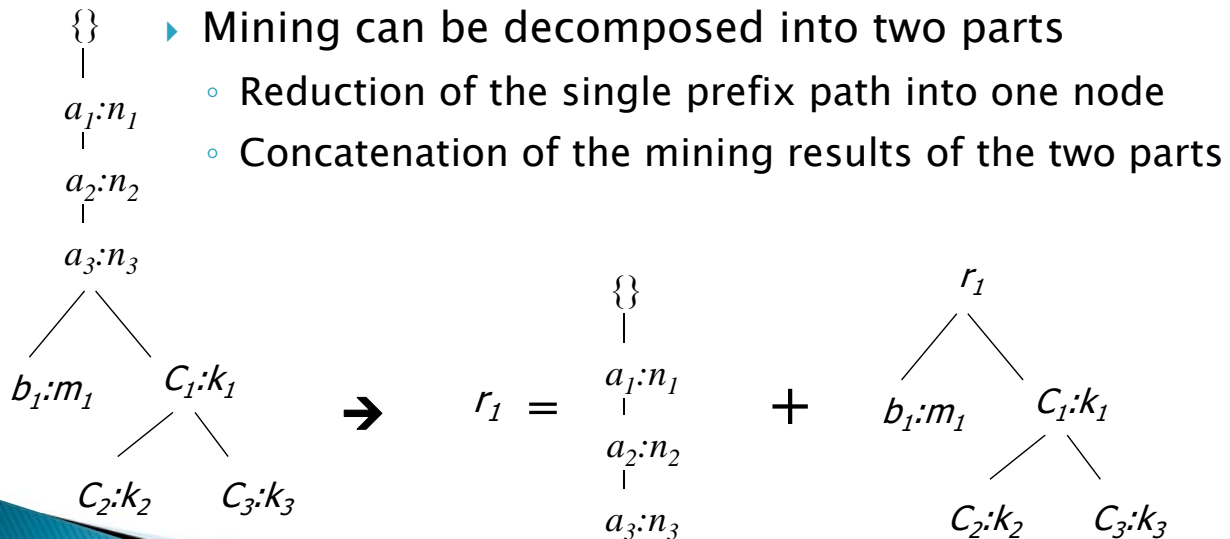 {}
▸ Mining can be decomposed into two parts
◦ Reduction of the single prefix path into one node
◦ Concatenation of the mining results of the two parts
a₁:n₁
a₂:n₂
a₃:n₃
b₁:m₁ C₁:k₁
C₂:k₂ C₃:k₃
➔
r₁ =
{}
a₁:n₁
a₂:n₂
a₃:n₃
+
r₁
b₁:m₁ C₁:k₁
C₂:k₂ C₃:k₃